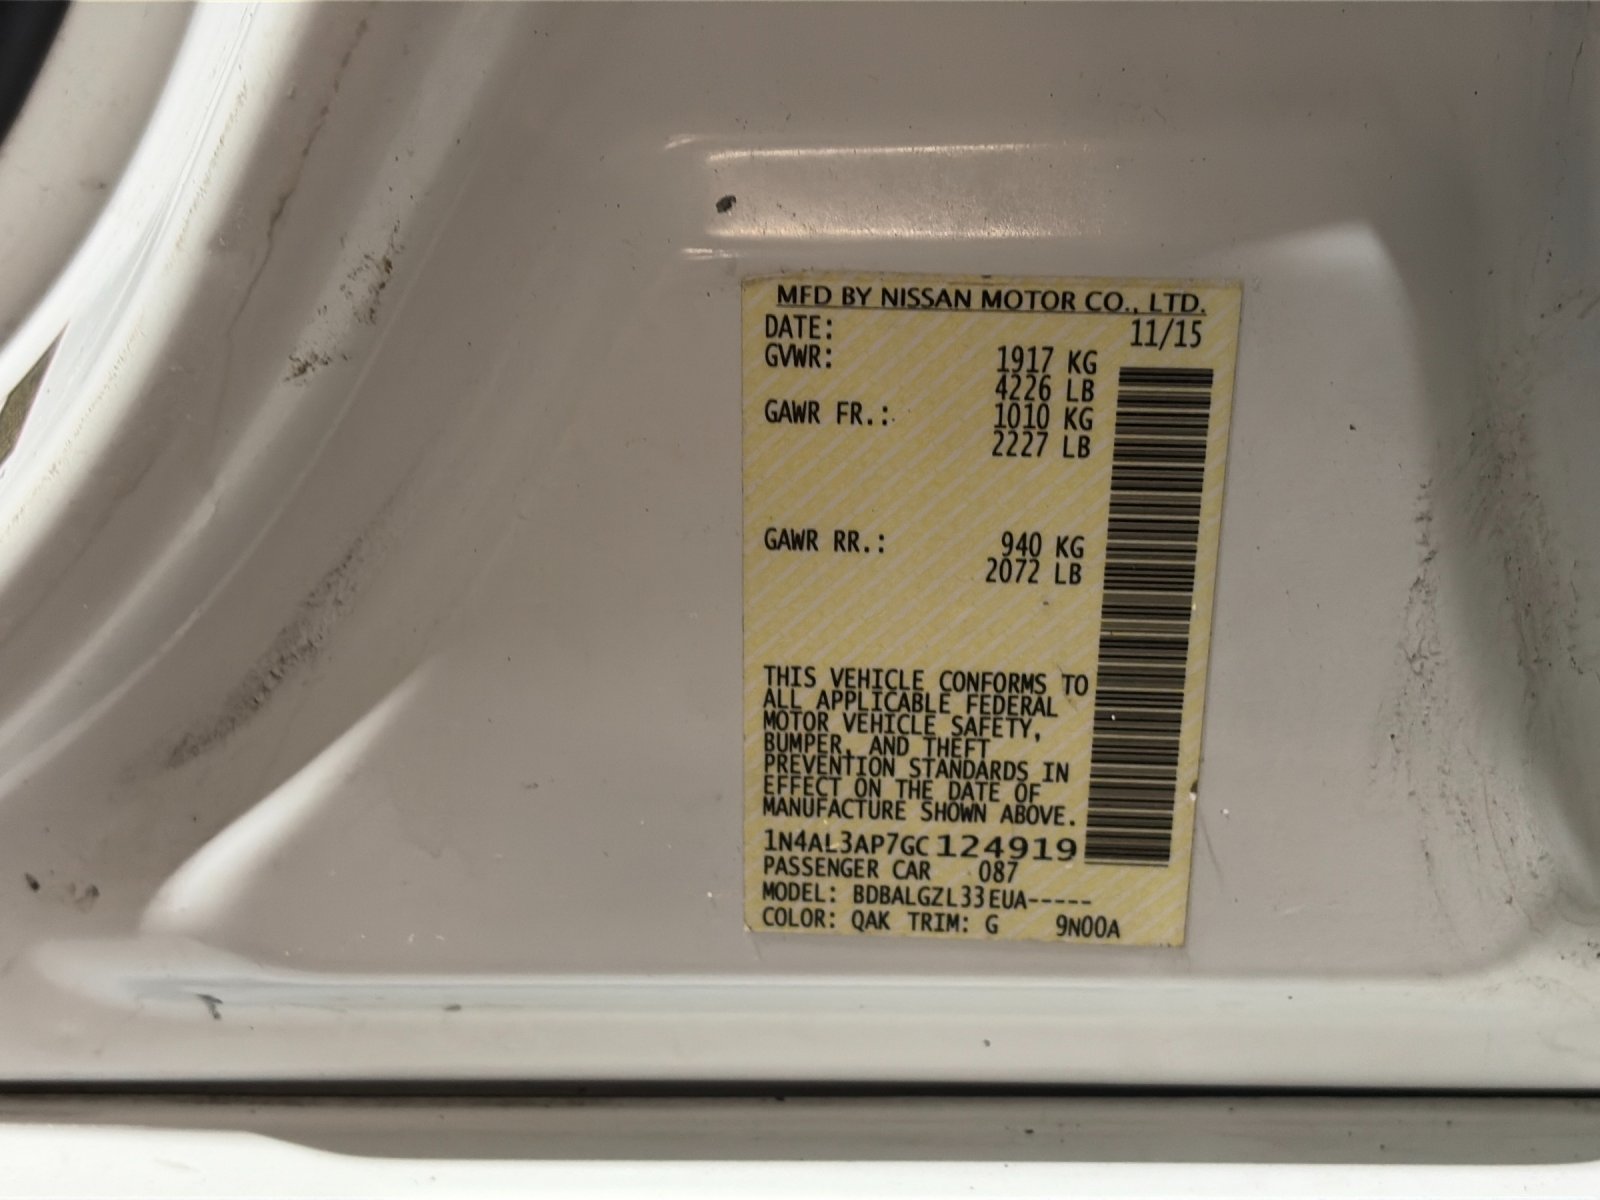 MFD BY NISSAN MOTOR CO., LTD.
DATE: 11/15
GVWR: 1917 KG
4226 LB
GAWR FR.: 1010 KG
2227 LB
GAWR RR.: 940 KG
2072 LB
THIS VEHICLE CONFORMS TO
ALL APPLICABLE FEDERAL
MOTOR VEHICLE SAFETY,
BUMPER, AND THEFT
PREVENTION STANDARDS IN
EFFECT ON THE DATE OF
MANUFACTURE SHOWN ABOVE.
1N4AL3AP7GC124919
PASSENGER CAR 087
MODEL: BDBALGZL33EUA-----
COLOR: QAK TRIM: G 9N00A